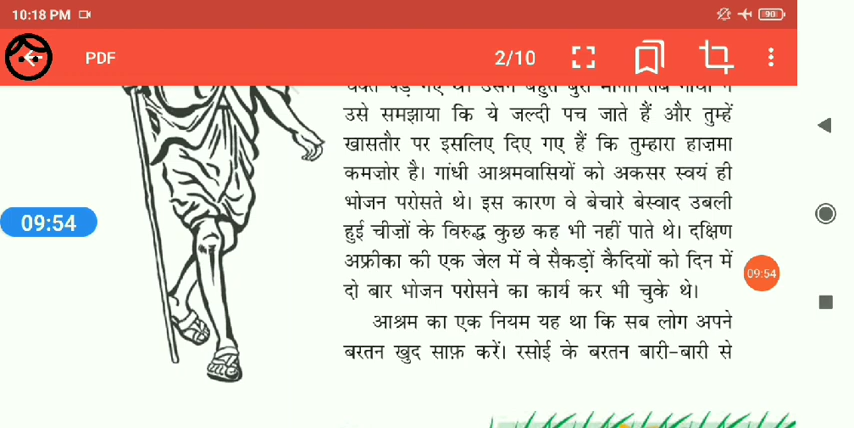 10:18 PM
90
PDF
2/10
उसे समझाया कि ये जल्दी पच जाते हैं और तुम्हें
खासतौर पर इसलिए दिए गए हैं कि तुम्हारा हाज़मा
कमज़ोर है। गांधी आश्रमवासियों को अकसर स्वयं ही
भोजन परोसते थे। इस कारण वे बेचारे बेस्वाद उबली
हुई चीज़ों के विरुद्ध कुछ कह भी नहीं पाते थे। दक्षिण
अफ्रीका की एक जेल में वे सैकड़ों कैदियों को दिन में
दो बार भोजन परोसने का कार्य कर भी चुके थे।
आश्रम का एक नियम यह था कि सब लोग अपने
बरतन खुद साफ़ करें। रसोई के बरतन बारी-बारी से
09:54
09:54